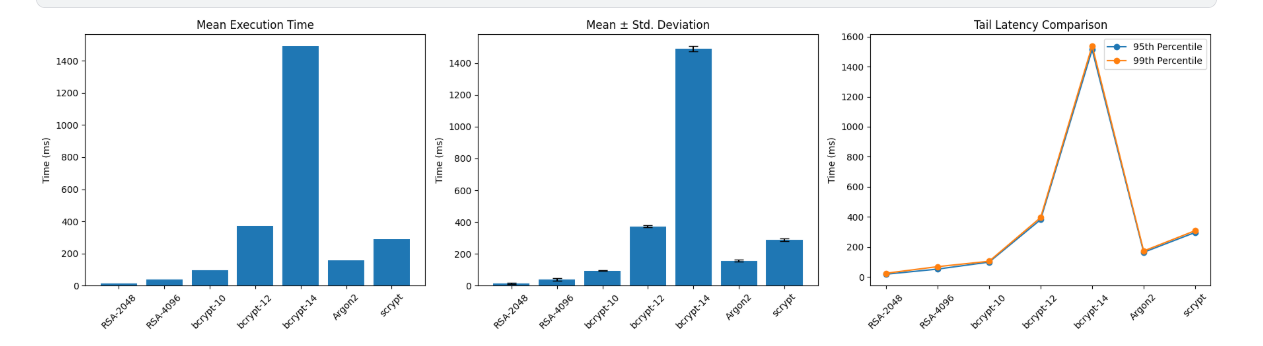 Mean Execution Time
Time (ms)
1400
1200
1000
800
600
400
200
0
RSA-2048
RSA-4096
bcrypt-10
bcrypt-12
bcrypt-14
Argon2
scrypt
Mean ± Std. Deviation
Time (ms)
1400
1200
1000
800
600
400
200
0
RSA-2048
RSA-4096
bcrypt-10
bcrypt-12
bcrypt-14
Argon2
scrypt
Tail Latency Comparison
95th Percentile
99th Percentile
Time (ms)
1600
1400
1200
1000
800
600
400
200
0
RSA-2048
RSA-4096
bcrypt-10
bcrypt-12
bcrypt-14
Argon2
scrypt